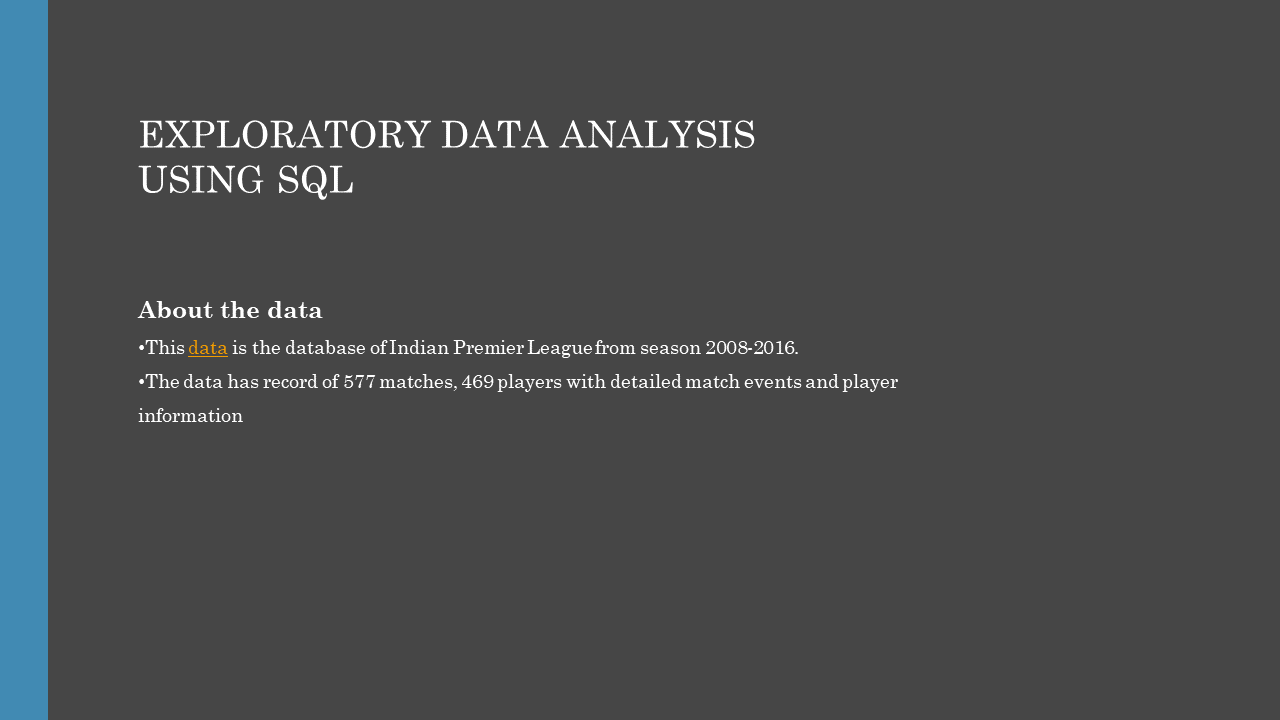 EXPLORATORY DATA ANALYSIS
USING SQL
About the data
•This data is the database of Indian Premier League from season 2008-2016.
•The data has record of 577 matches, 469 players with detailed match events and player
information